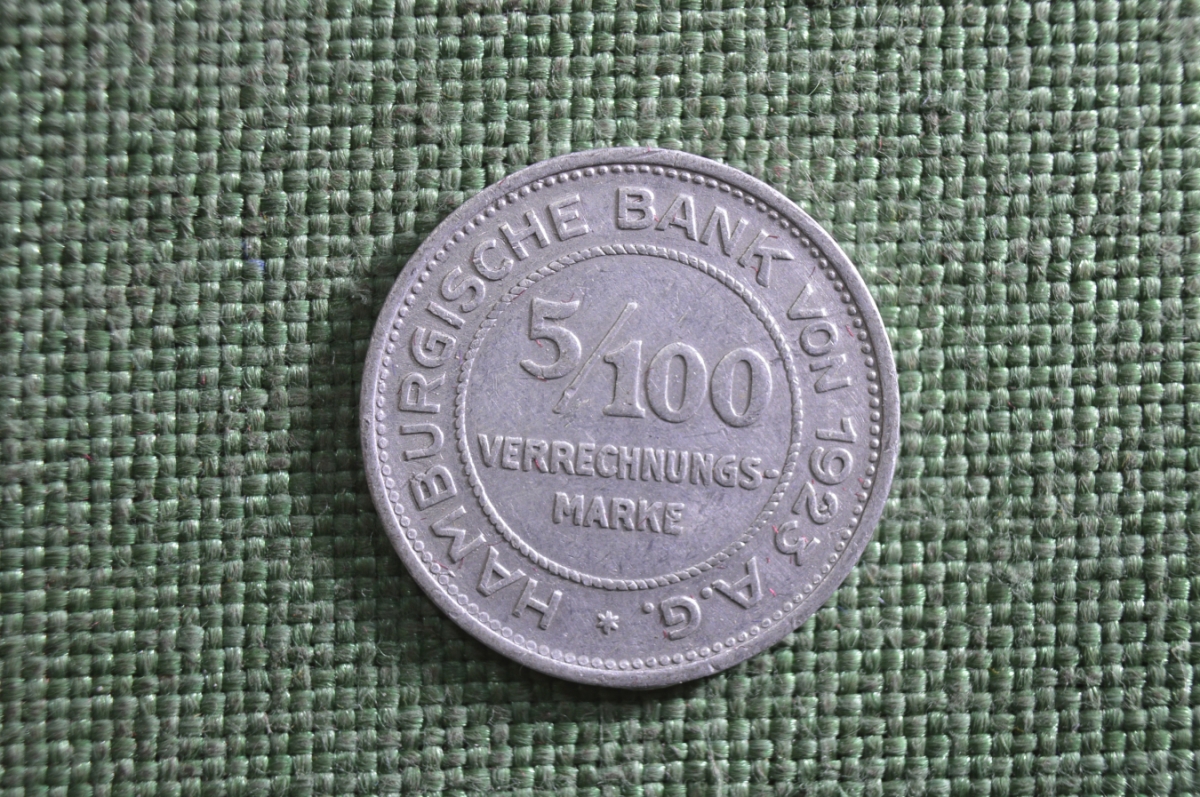 HAMBURGISCHE BANK VON 1923 A.G. *
5/100
VERRECHNUNGS-
MARKE